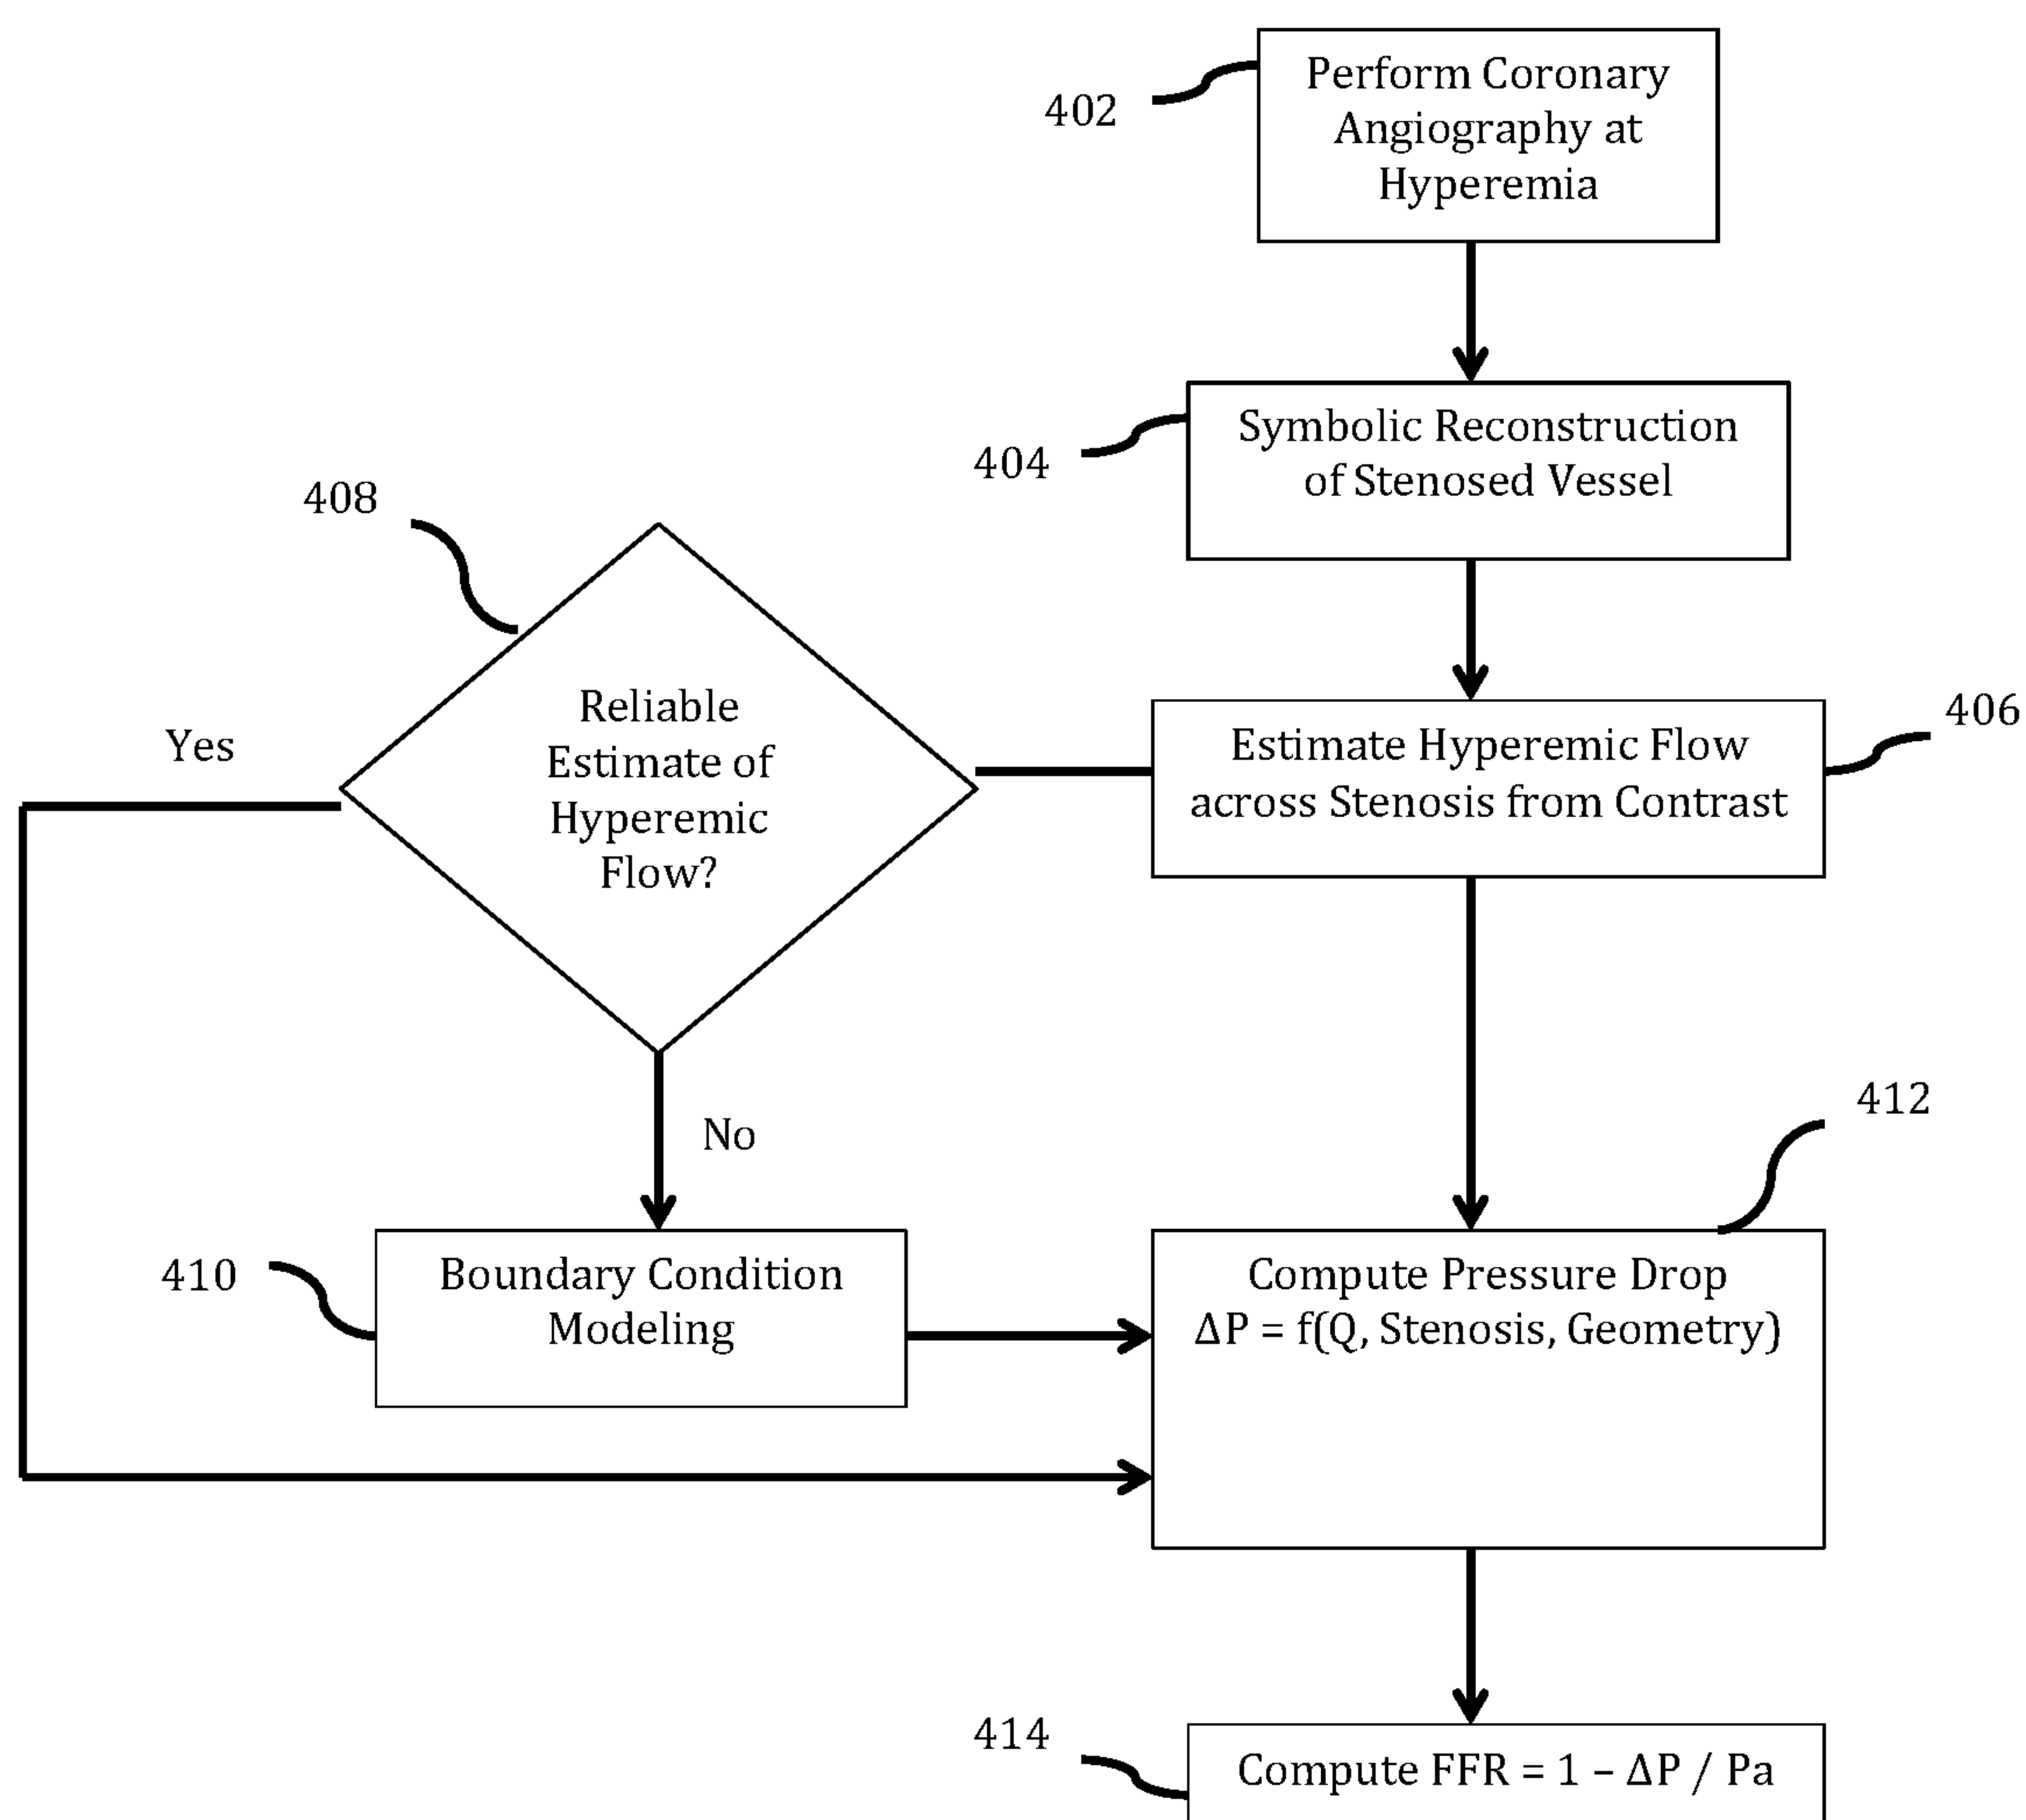 402
Perform Coronary
Angiography at
Hyperemia
404
Symbolic Reconstruction
of Stenosed Vessel
406
Estimate Hyperemic Flow
across Stenosis from Contrast
408
Reliable
Estimate of
Hyperemic
Flow?
Yes
No
410
Boundary Condition
Modeling
412
Compute Pressure Drop
ΔP = f(Q, Stenosis, Geometry)
414
Compute FFR = 1 – ΔP / Pa